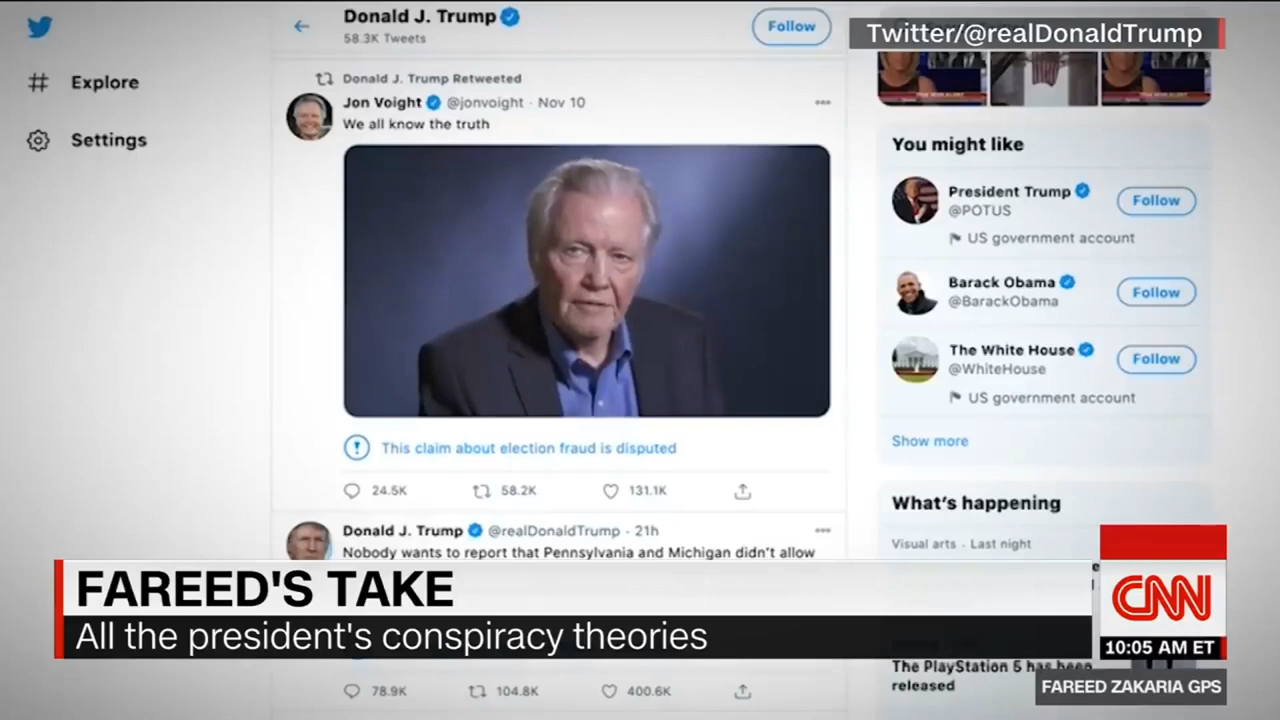 Donald J. Trump
58.3K Tweets
Follow
Twitter/@realDonaldTrump
Explore
Settings
Donald J. Trump Retweeted
Jon Voight @jonvoight · Nov 10
We all know the truth
This claim about election fraud is disputed
24.5K
58.2K
131.1K
Donald J. Trump @realDonaldTrump · 21h
Nobody wants to report that Pennsylvania and Michigan didn't allow
78.9K
104.8K
400.6K
You might like
President Trump
@POTUS
Follow
US government account
Barack Obama
@BarackObama
Follow
The White House
@WhiteHouse
Follow
US government account
Show more
What's happening
Visual arts · Last night
The PlayStation 5 has been
released
FAREED'S TAKE
All the president's conspiracy theories
CNN
10:05 AM ET
FAREED ZAKARIA GPS